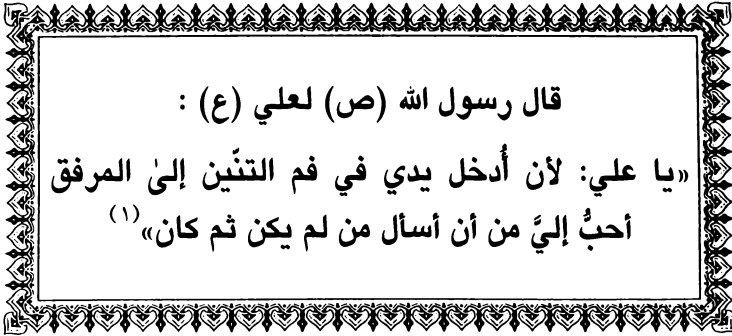 قال رسول الله (ص) لعلي (ع) :
«يا علي: لأن أُدخل يدي في فم التنّين إلىٰ المرفق
أحبُّ إليَّ من أن أسأل من لم يكن ثم كان»(١)